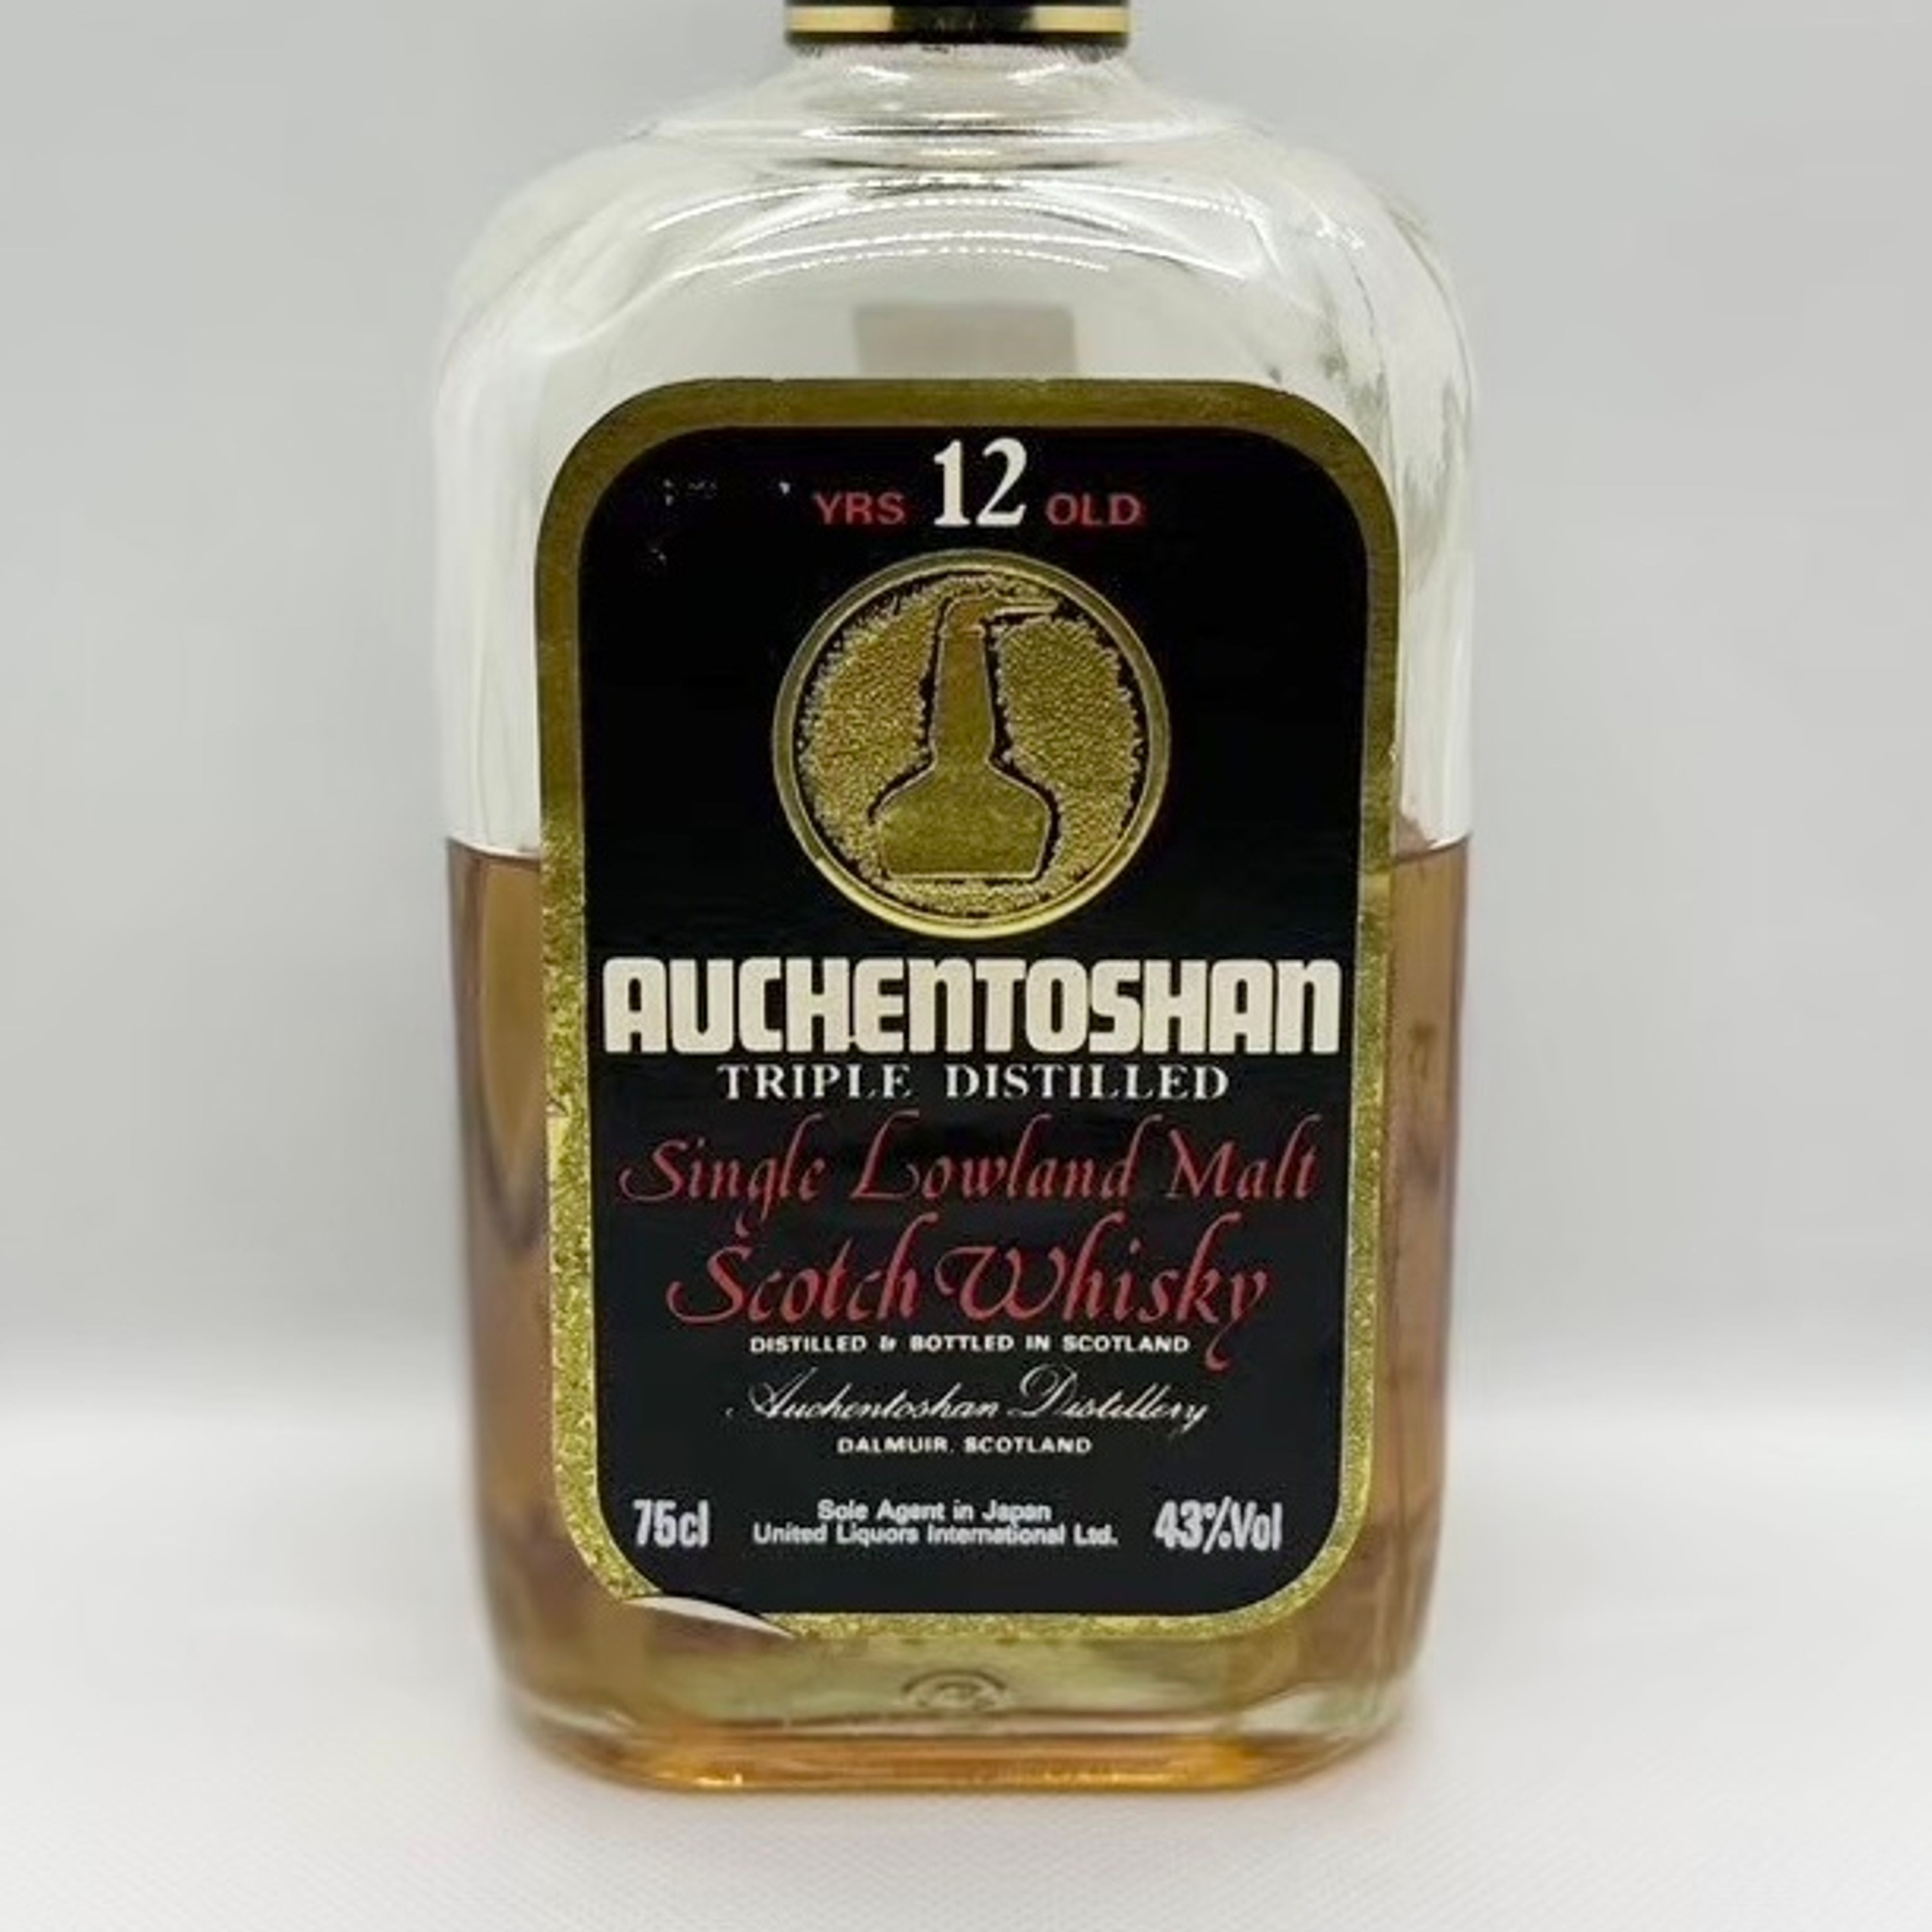 YRS 12 OLD
AUCHENTOSHAN
TRIPLE DISTILLED
Single Lowland Malt
Scotch Whisky
DISTILLED & BOTTLED IN SCOTLAND
Auchentoshan Distillery
DALMUIR. SCOTLAND
75cl
Sole Agent in Japan
United Liquors International Ltd.
43%Vol